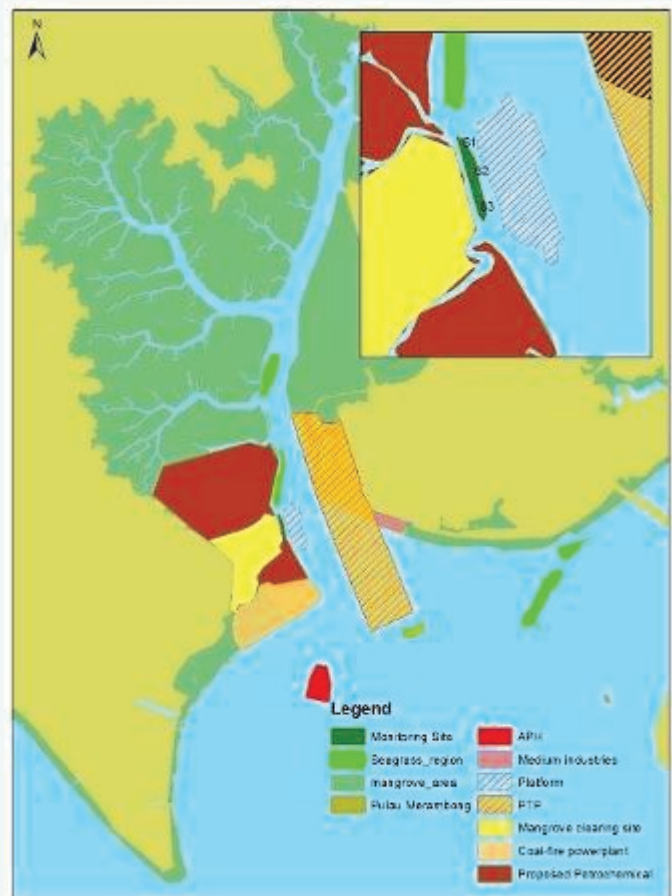 N
S1
S2
S3
Legend
Monitoring Site
Seagrass_region
mangrove_area
Pulau Merambong
APH
Medium industries
Platform
PTP
Mangrove clearing site
Coal-fire powerplant
Proposed Petrochemical